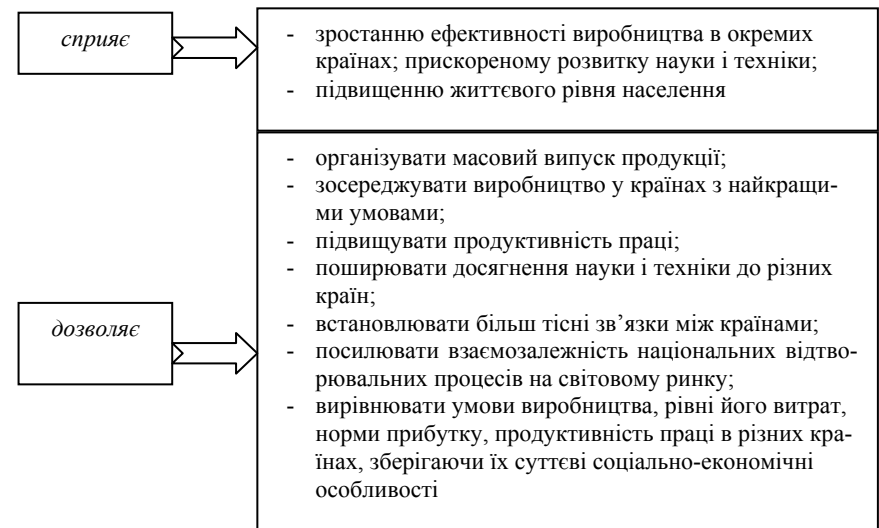 сприяє
- зростанню ефективності виробництва в окремих
країнах; прискореному розвитку науки і техніки;
- підвищенню життєвого рівня населення
дозволяє
- організувати масовий випуск продукції;
- зосереджувати виробництво у країнах з найкращи-
ми умовами;
- підвищувати продуктивність праці;
- поширювати досягнення науки і техніки до різних
країн;
- встановлювати більш тісні зв’язки між країнами;
- посилювати взаємозалежність національних відтво-
рювальних процесів на світовому ринку;
- вирівнювати умови виробництва, рівні його витрат,
норми прибутку, продуктивність праці в різних кра-
їнах, зберігаючи їх суттєві соціально-економічні
особливості